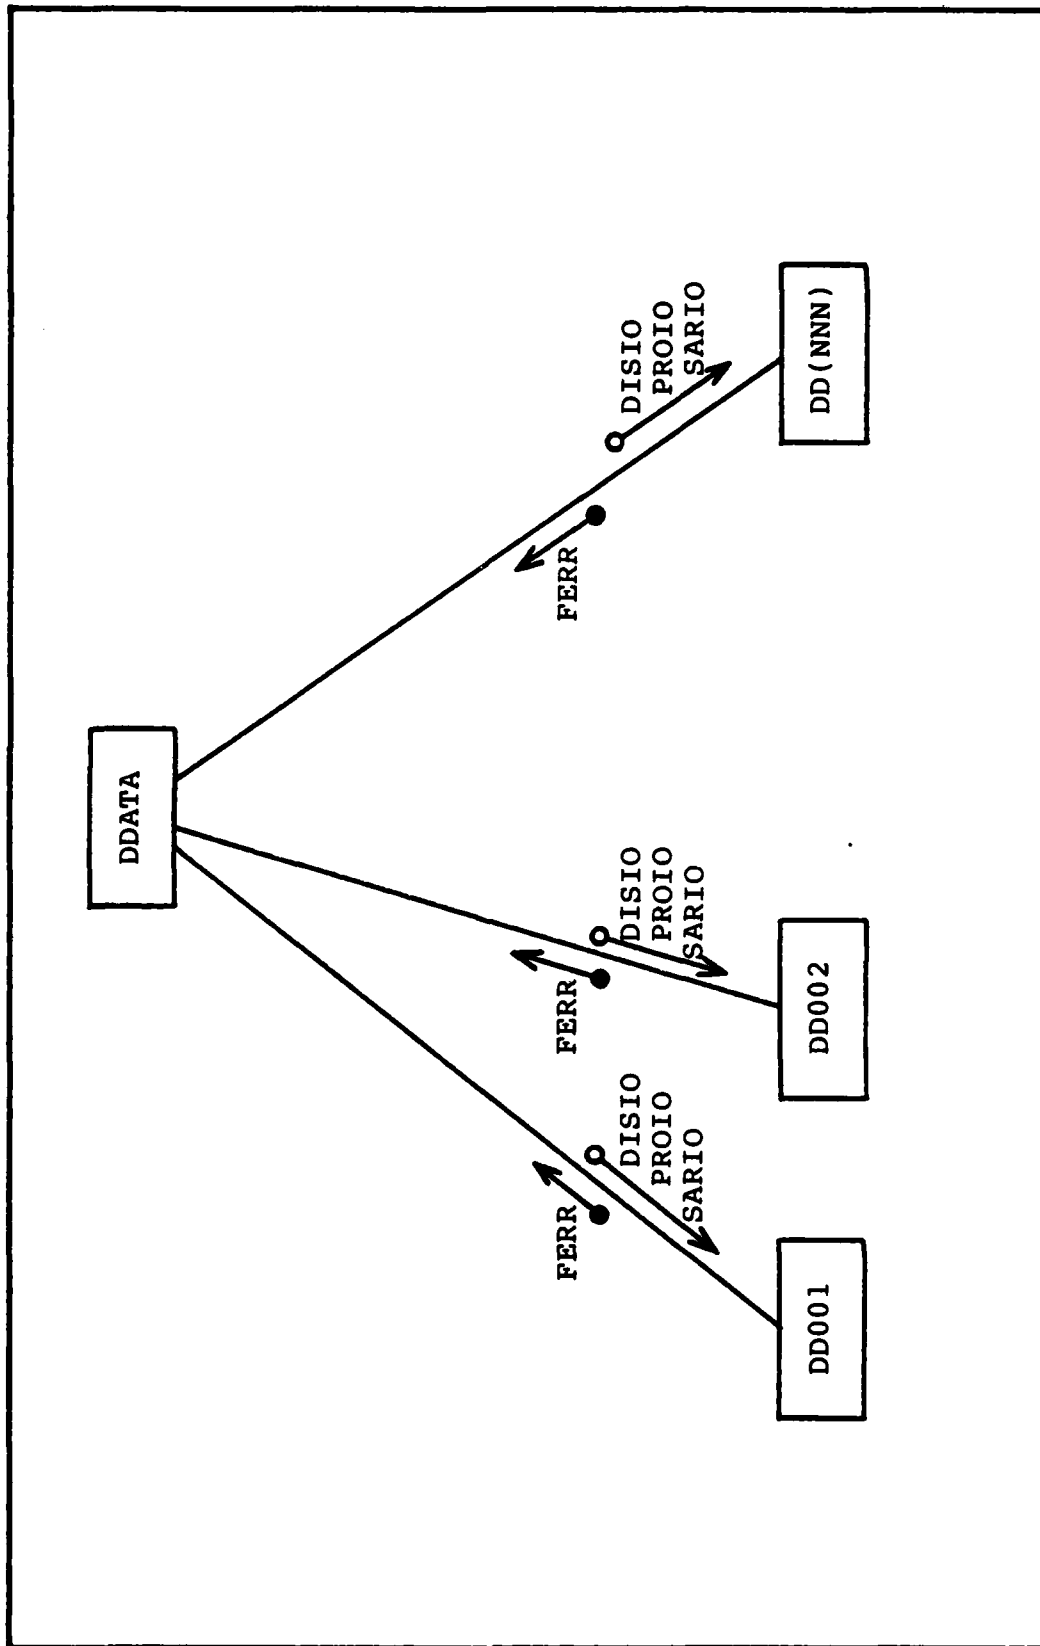 DDATA
FERR
DISIO
PROIO
SARIO
FERR
DISIO
PROIO
SARIO
FERR
DISIO
PROIO
SARIO
DD001
DD002
DD(NNN)